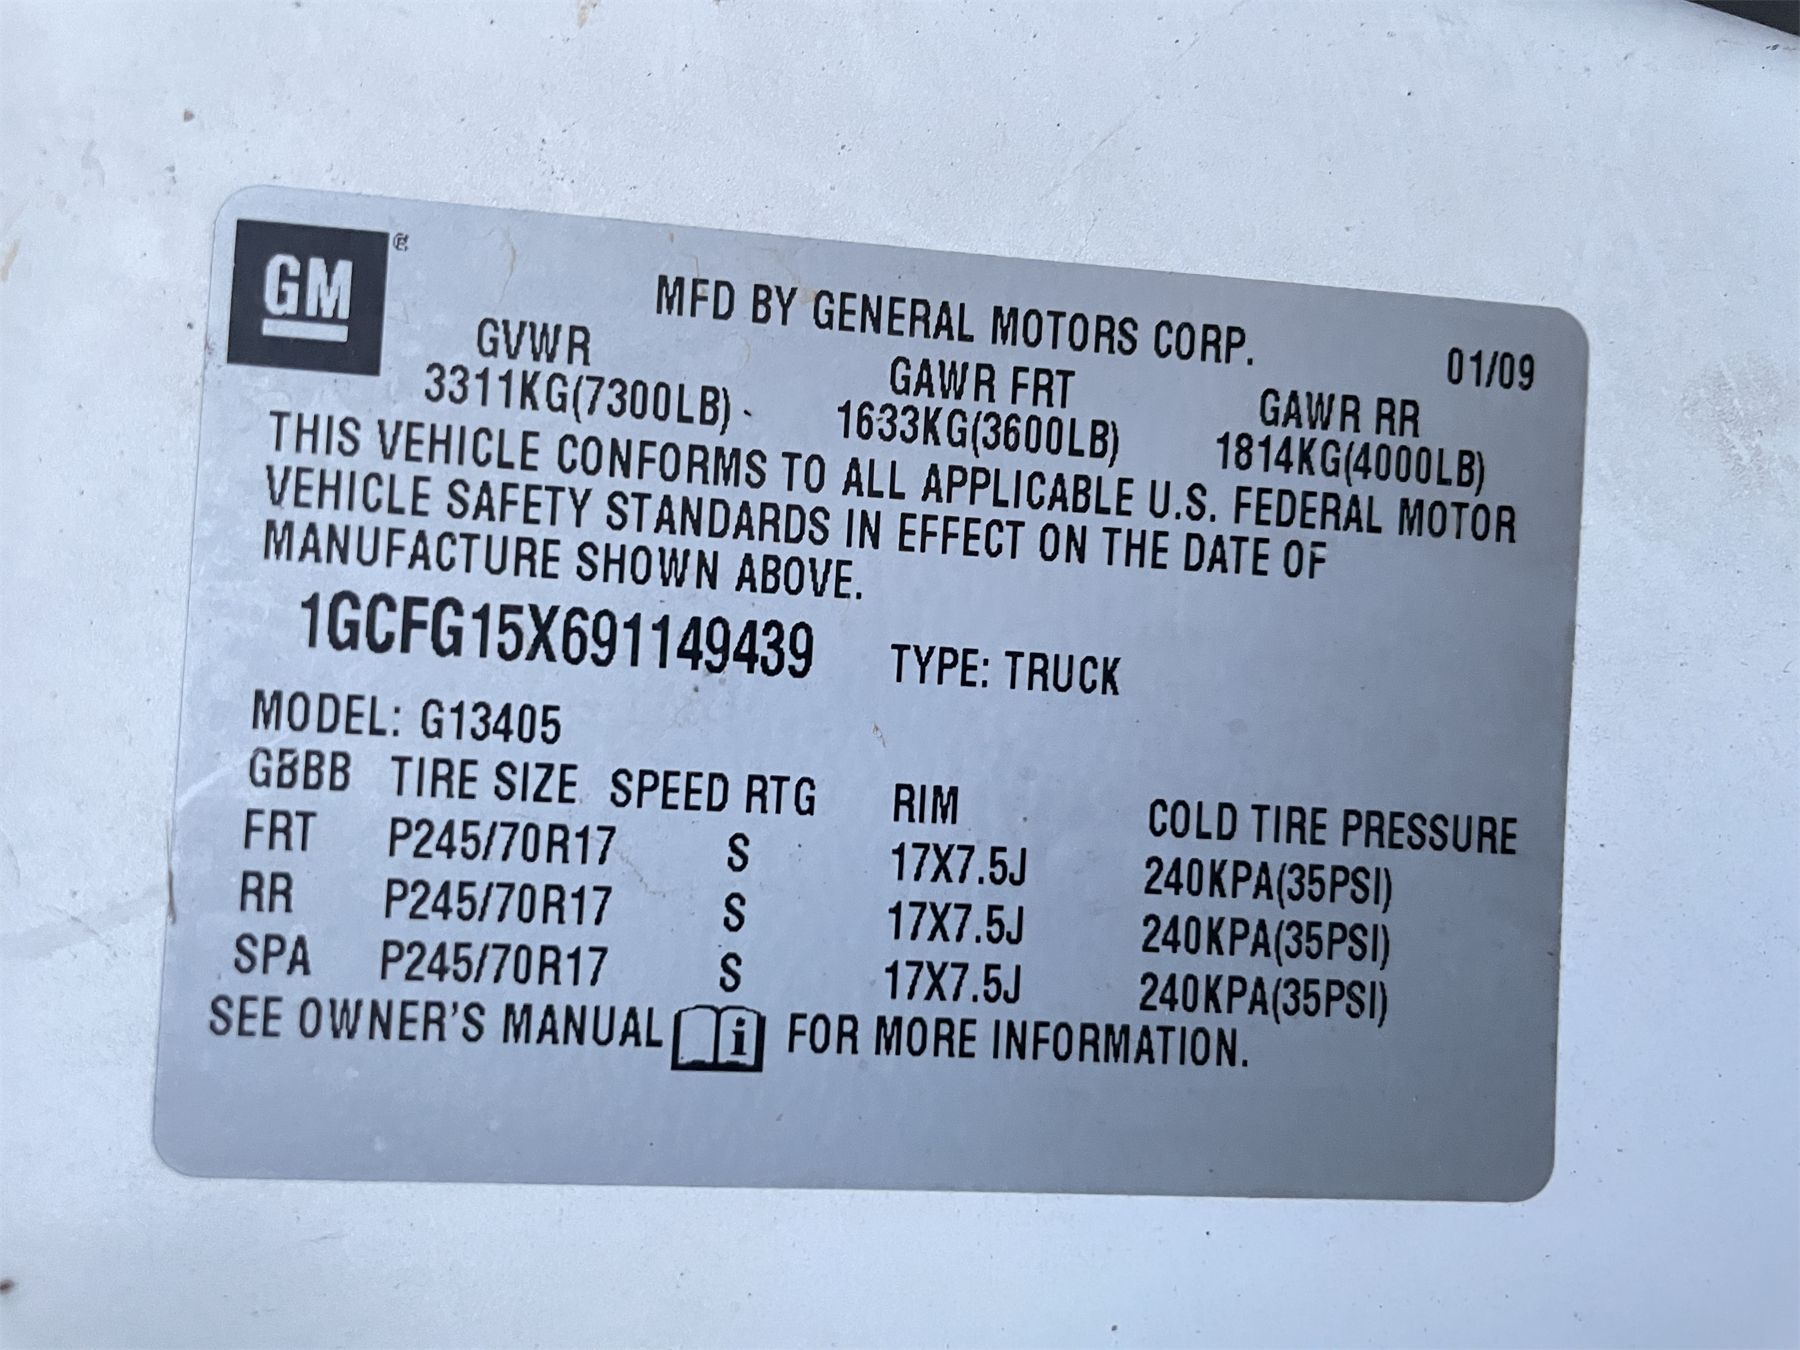 GM ®
MFD BY GENERAL MOTORS CORP. 01/09
GVWR GAWR FRT GAWR RR
3311KG(7300LB) 1633KG(3600LB) 1814KG(4000LB)
THIS VEHICLE CONFORMS TO ALL APPLICABLE U.S. FEDERAL MOTOR
VEHICLE SAFETY STANDARDS IN EFFECT ON THE DATE OF
MANUFACTURE SHOWN ABOVE.
1GCFG15X691149439 TYPE: TRUCK
MODEL: G13405
GBBB TIRE SIZE SPEED RTG RIM COLD TIRE PRESSURE
FRT P245/70R17 S 17X7.5J 240KPA(35PSI)
RR P245/70R17 S 17X7.5J 240KPA(35PSI)
SPA P245/70R17 S 17X7.5J 240KPA(35PSI)
SEE OWNER'S MANUAL i FOR MORE INFORMATION.